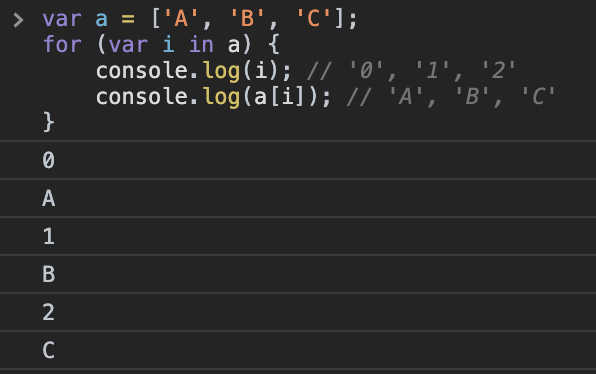 > var a = ['A', 'B', 'C'];
for (var i in a) {
    console.log(i); // '0', '1', '2'
    console.log(a[i]); // 'A', 'B', 'C'
}
0
A
1
B
2
C